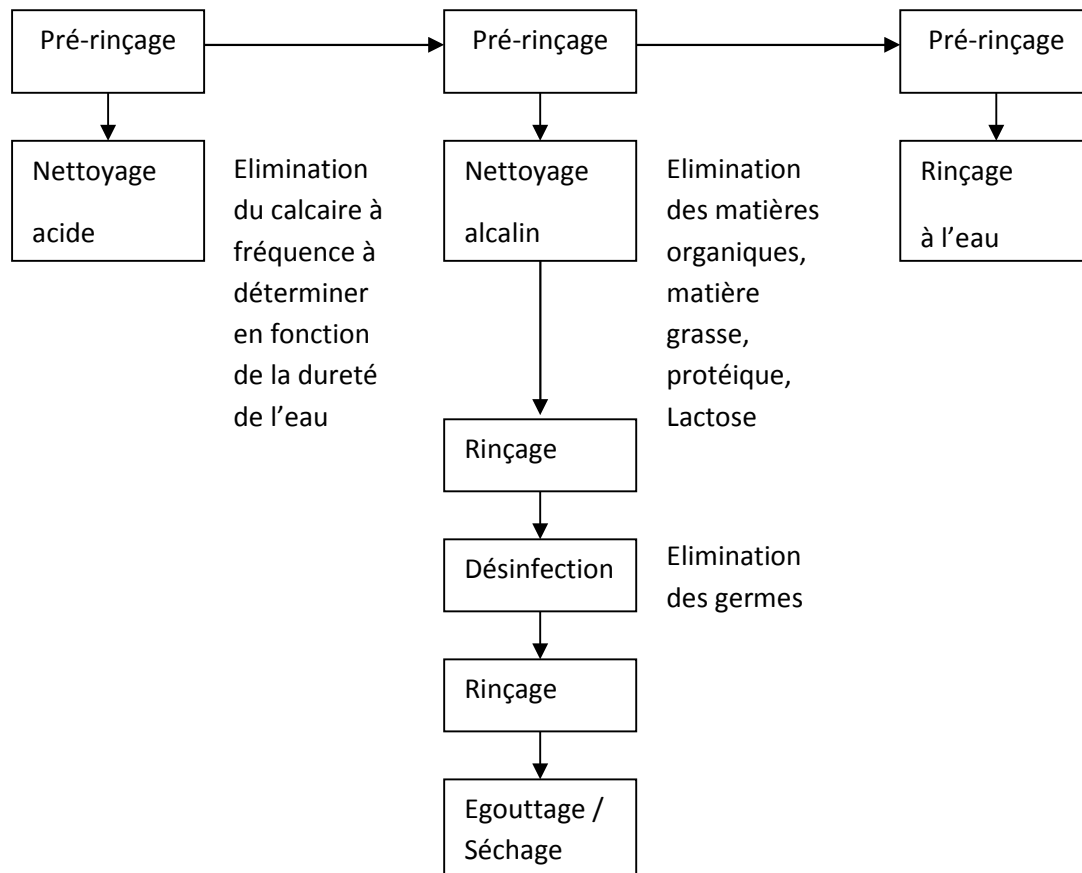 Pré-rinçage
Pré-rinçage
Pré-rinçage
Nettoyage
acide
Elimination
du calcaire à
fréquence à
déterminer
en fonction
de la dureté
de l’eau
Nettoyage
alcalin
Elimination
des matières
organiques,
matière
grasse,
protéique,
Lactose
Rinçage
à l’eau
Rinçage
Désinfection
Elimination
des germes
Rinçage
Egouttage /
Séchage